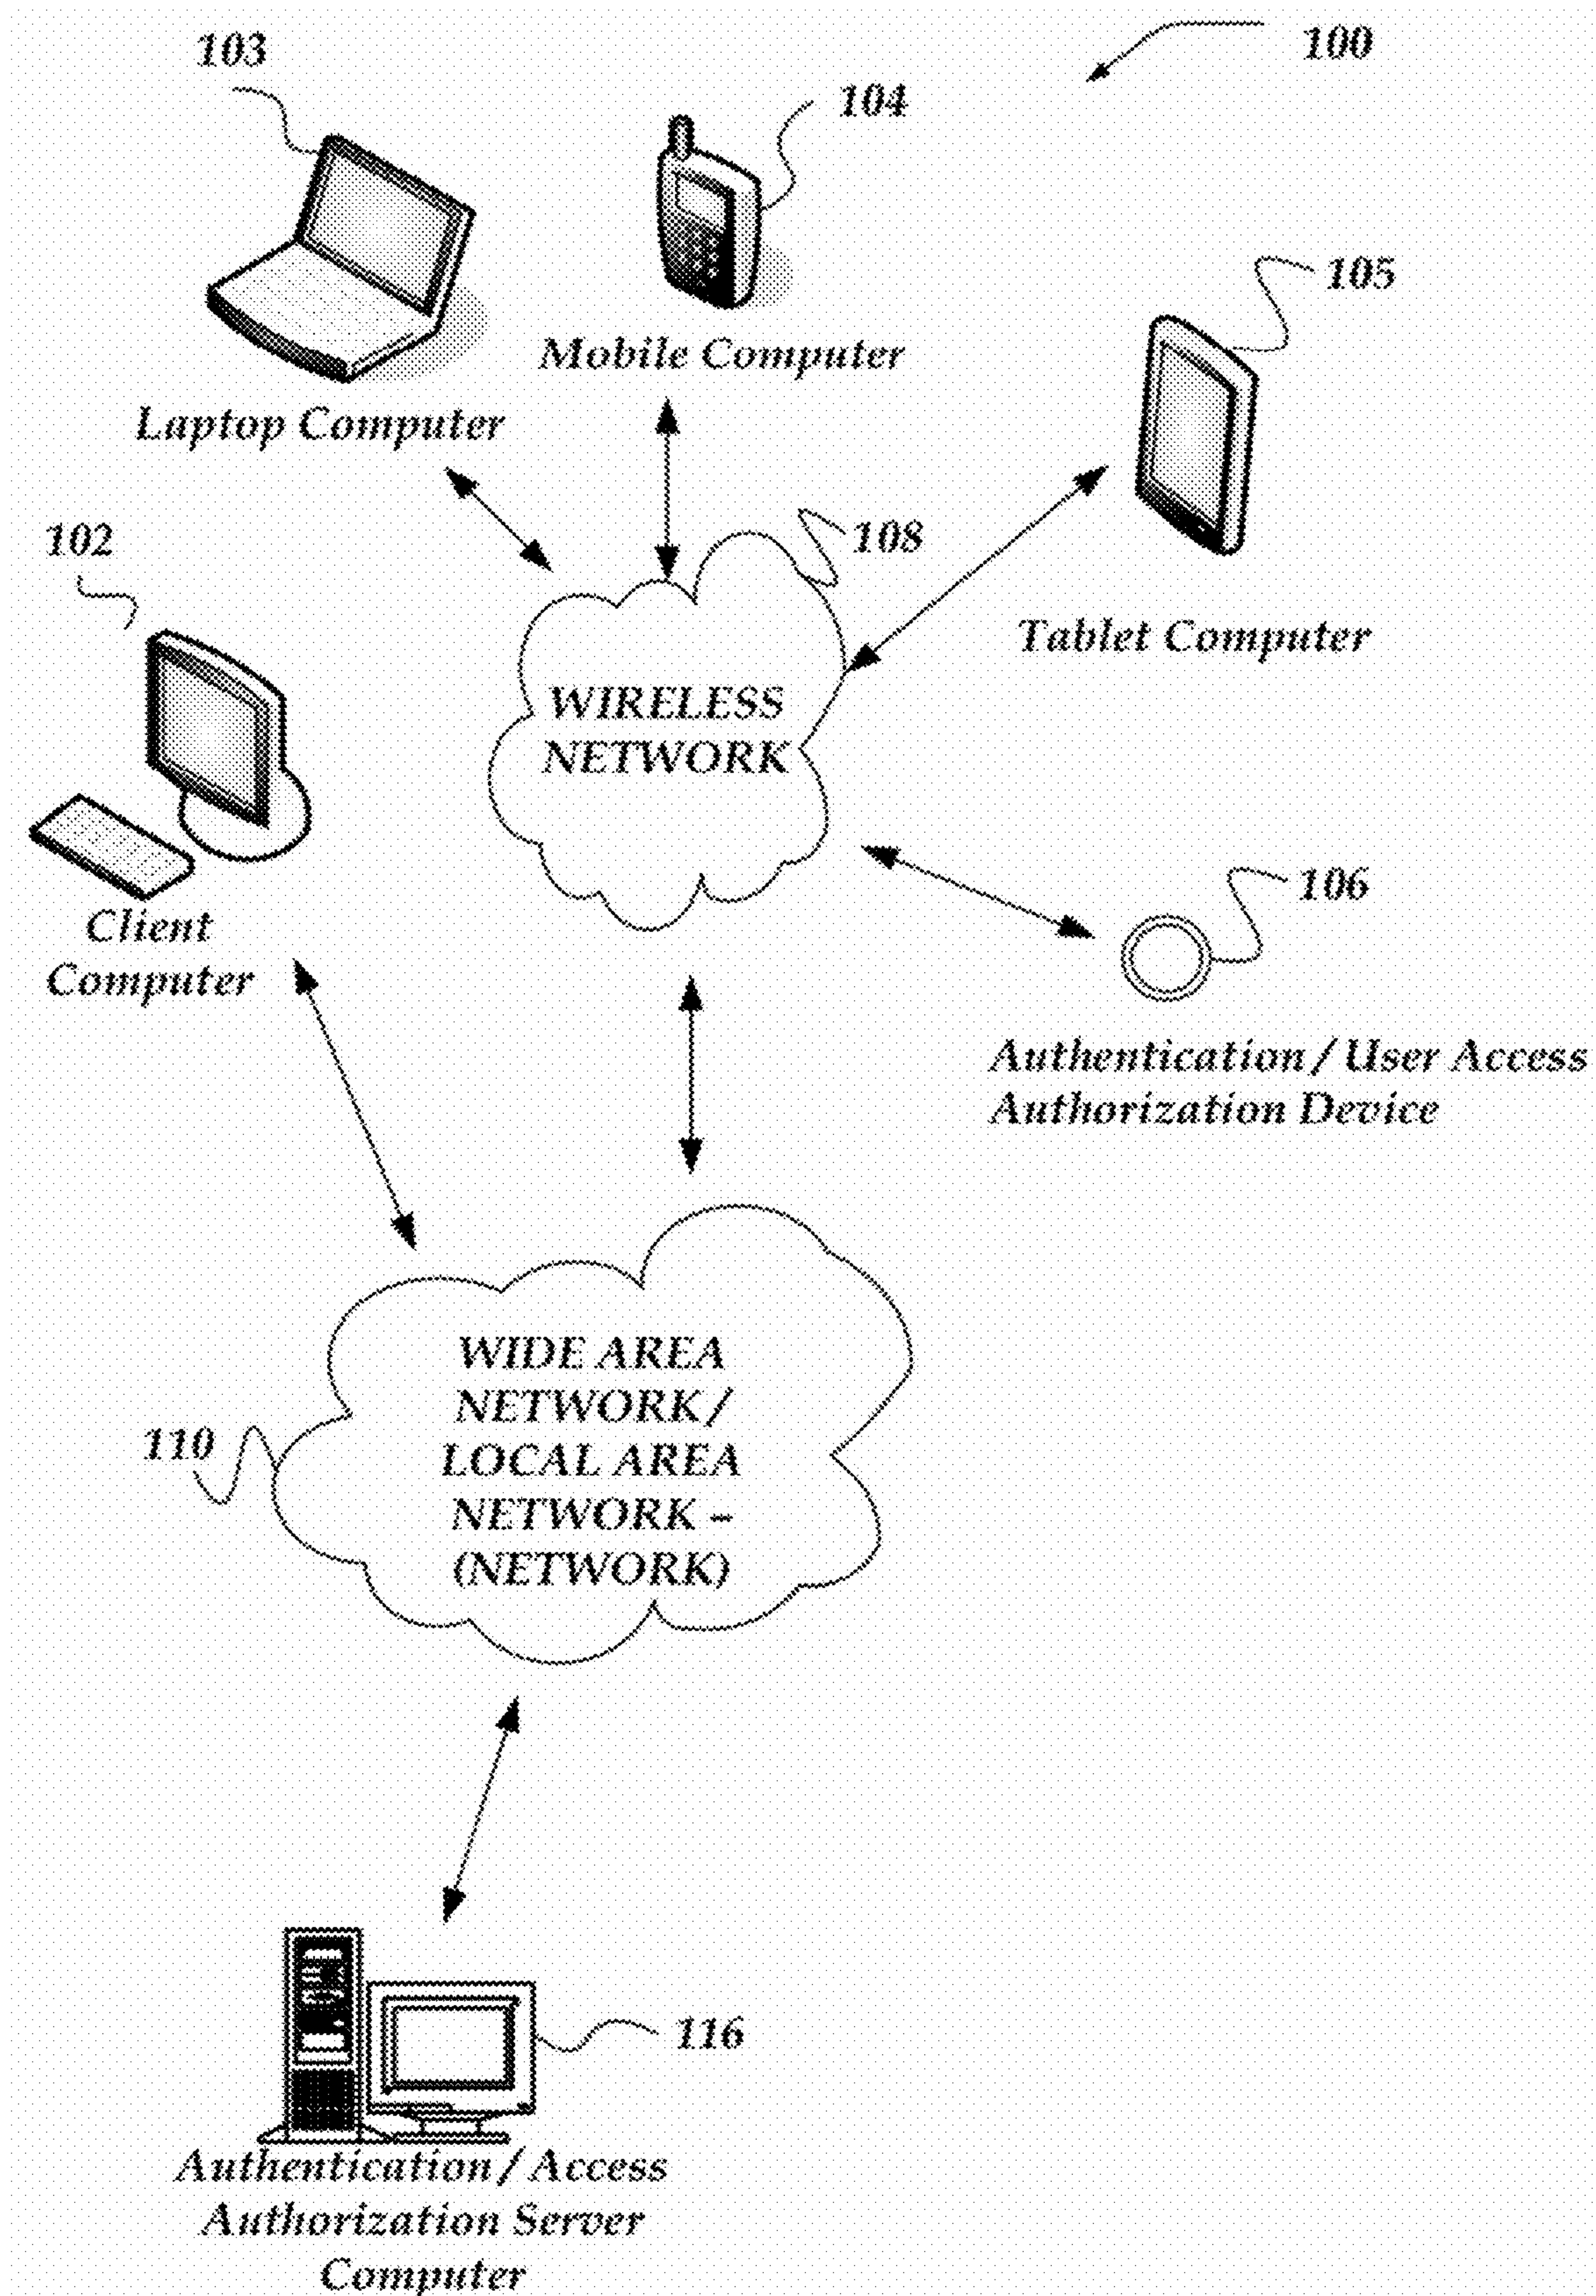 103
100
104
105
Mobile Computer
Laptop Computer
102
108
Tablet Computer
WIRELESS
NETWORK
106
Client
Computer
Authentication / User Access
Authorization Device
WIDE AREA
NETWORK /
LOCAL AREA
NETWORK –
(NETWORK)
110
116
Authentication / Access
Authorization Server
Computer